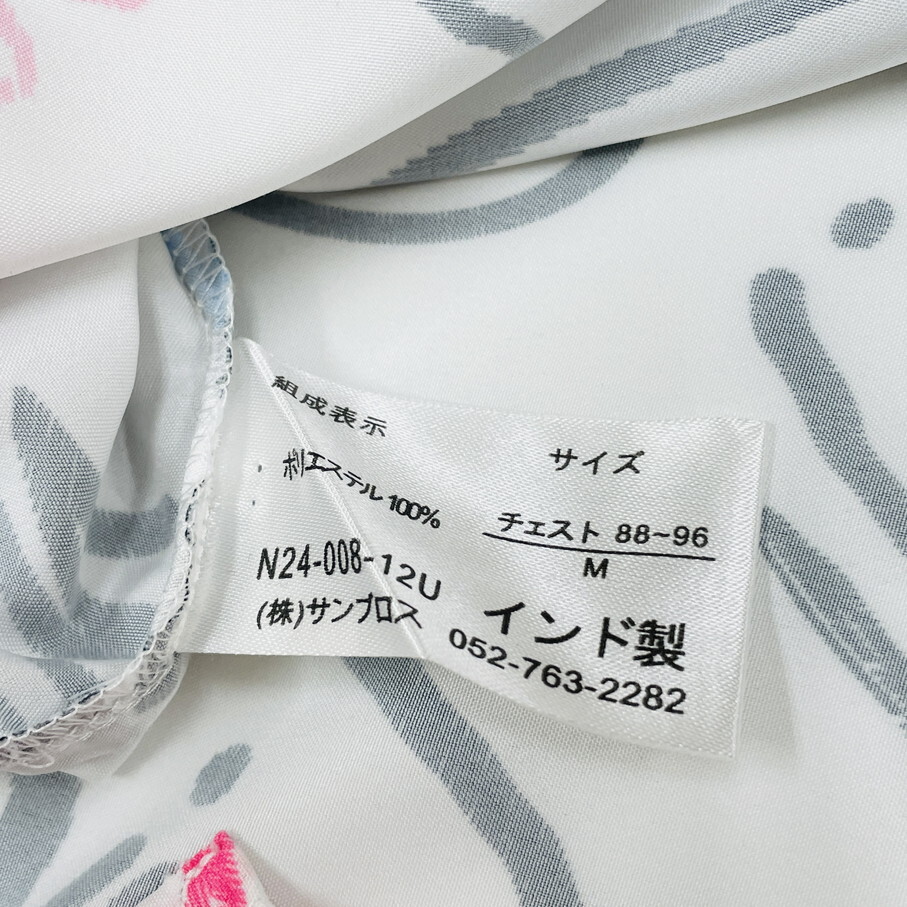 組成表示
ポリエステル 100%
N24-008-12U
(株)サンブロス
サイズ
チェスト 88~96
M
インド製
052-763-2282